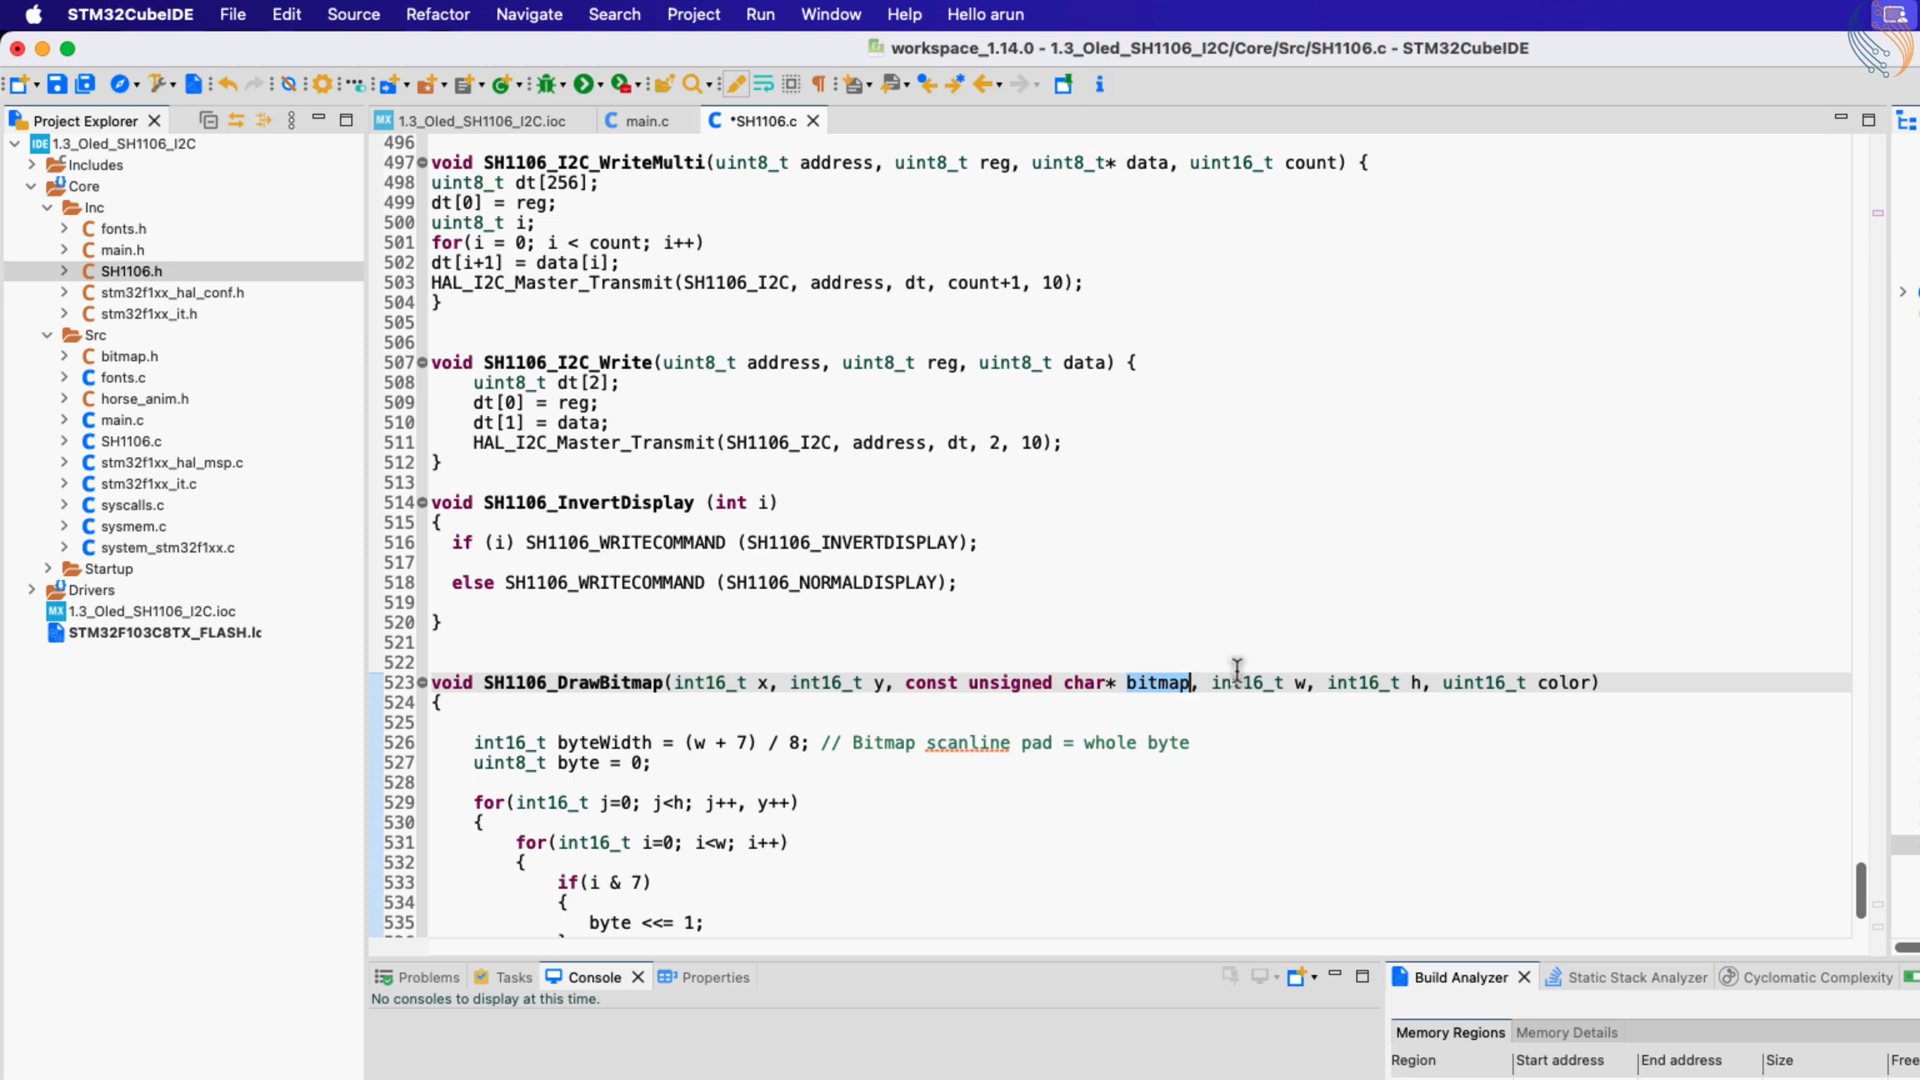 STM32CubeIDE File Edit Source Refactor Navigate Search Project Run Window Help Hello arun
workspace_1.14.0 - 1.3_Oled_SH1106_I2C/Core/Src/SH1106.c - STM32CubeIDE
Project Explorer
IDE 1.3_Oled_SH1106_I2C
Includes
Core
Inc
fonts.h
main.h
SH1106.h
stm32f1xx_hal_conf.h
stm32f1xx_it.h
Src
bitmap.h
fonts.c
horse_anim.h
main.c
SH1106.c
stm32f1xx_hal_msp.c
stm32f1xx_it.c
syscalls.c
sysmem.c
system_stm32f1xx.c
Startup
Drivers
MX 1.3_Oled_SH1106_I2C.ioc
STM32F103C8TX_FLASH.lc
MX 1.3_Oled_SH1106_I2C.ioc main.c *SH1106.c
496
497 void SH1106_I2C_WriteMulti(uint8_t address, uint8_t reg, uint8_t* data, uint16_t count) {
498 uint8_t dt[256];
499 dt[0] = reg;
500 uint8_t i;
501 for(i = 0; i < count; i++)
502 dt[i+1] = data[i];
503 HAL_I2C_Master_Transmit(SH1106_I2C, address, dt, count+1, 10);
504 }
505
506
507 void SH1106_I2C_Write(uint8_t address, uint8_t reg, uint8_t data) {
508 uint8_t dt[2];
509 dt[0] = reg;
510 dt[1] = data;
511 HAL_I2C_Master_Transmit(SH1106_I2C, address, dt, 2, 10);
512 }
513
514 void SH1106_InvertDisplay (int i)
515 {
516 if (i) SH1106_WRITECOMMAND (SH1106_INVERTDISPLAY);
517
518 else SH1106_WRITECOMMAND (SH1106_NORMALDISPLAY);
519
520 }
521
522
523 void SH1106_DrawBitmap(int16_t x, int16_t y, const unsigned char* bitmap, int16_t w, int16_t h, uint16_t color)
524 {
525
526 int16_t byteWidth = (w + 7) / 8; // Bitmap scanline pad = whole byte
527 uint8_t byte = 0;
528
529 for(int16_t j=0; j<h; j++, y++)
530 {
531 for(int16_t i=0; i<w; i++)
532 {
533 if(i & 7)
534 {
535 byte <<= 1;
Problems Tasks Console Properties
No consoles to display at this time.
Build Analyzer Static Stack Analyzer Cyclomatic Complexity
Memory Regions Memory Details
Region Start address End address Size Free